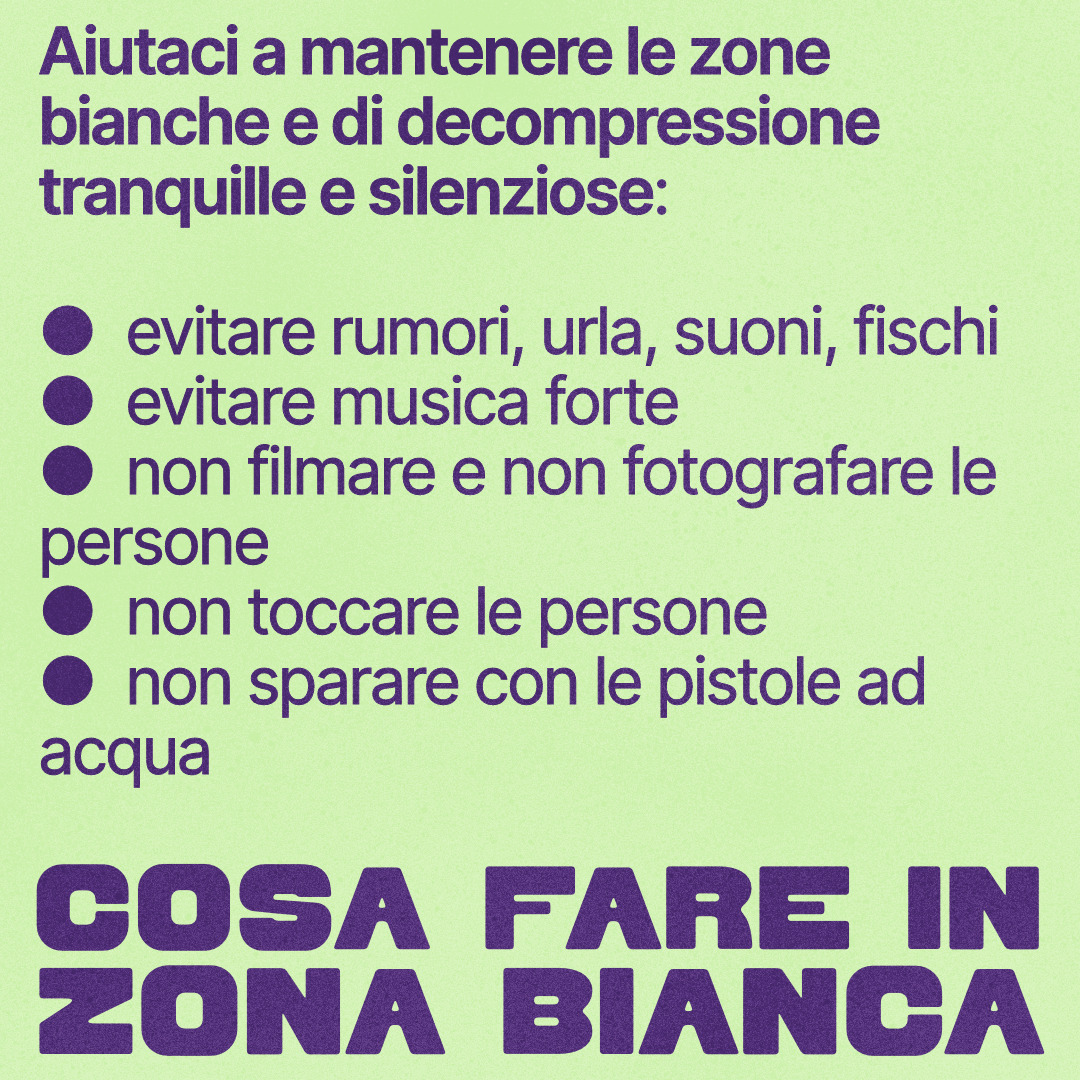 Aiutaci a mantenere le zone
bianche e di decompressione
tranquille e silenziose:
● evitare rumori, urla, suoni, fischi
● evitare musica forte
● non filmare e non fotografare le
persone
● non toccare le persone
● non sparare con le pistole ad
acqua
COSA FARE IN
ZONA BIANCA